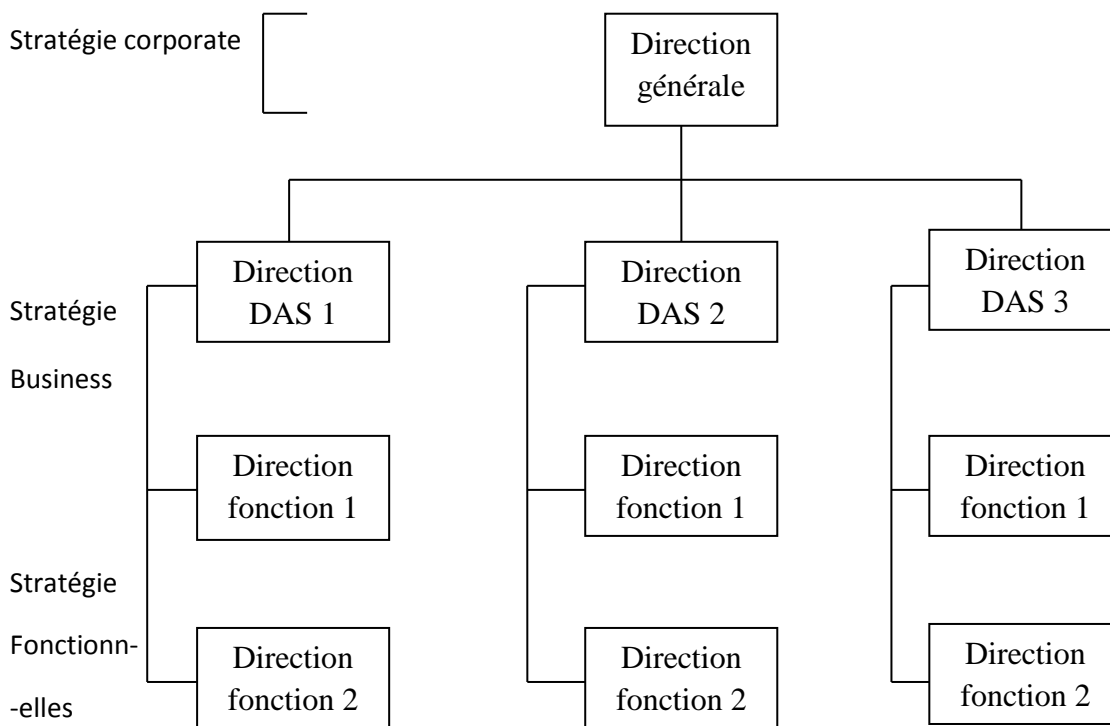 Stratégie corporate
Direction
générale
Direction
DAS 1
Direction
DAS 2
Direction
DAS 3
Stratégie
Business
Direction
fonction 1
Direction
fonction 1
Direction
fonction 1
Stratégie
Fonctionn-
-elles
Direction
fonction 2
Direction
fonction 2
Direction
fonction 2